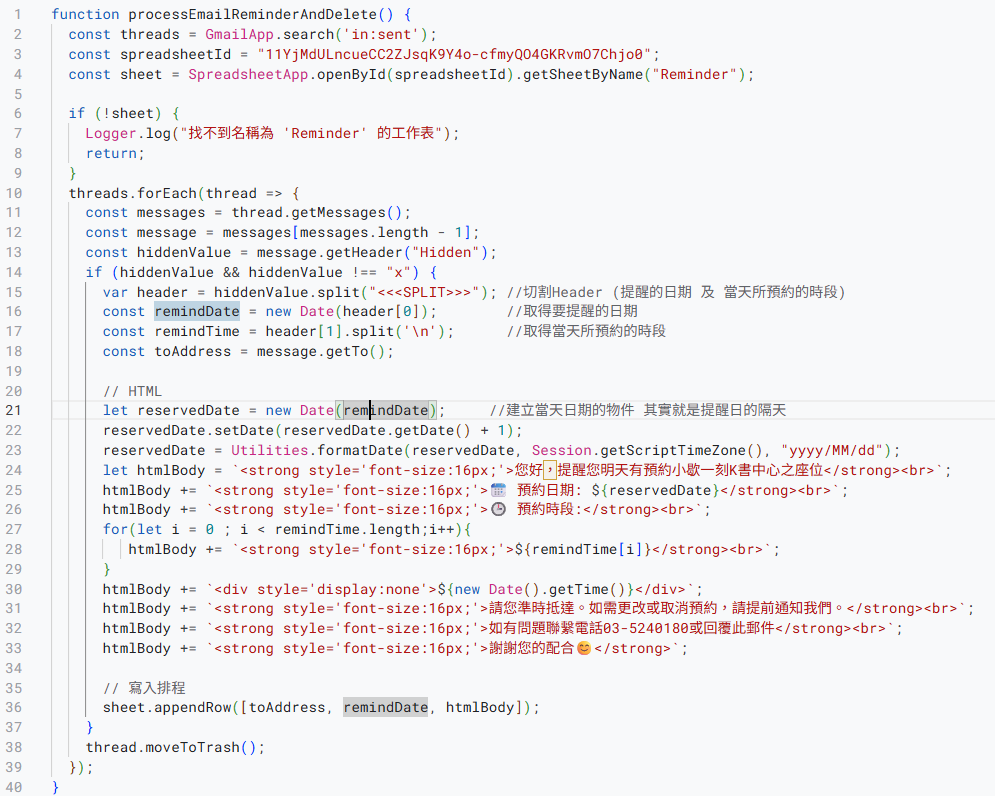 1 function processEmailReminderAndDelete() {
2 const threads = GmailApp.search('in:sent');
3 const spreadsheetId = "11YjMdULncueCC2ZJsqK9Y4o-cfmyQO4GKRvmO7Chjo0";
4 const sheet = SpreadsheetApp.openById(spreadsheetId).getSheetByName("Reminder");
5
6 if (!sheet) {
7 Logger.log("找不到名稱為 'Reminder' 的工作表");
8 return;
9 }
10 threads.forEach(thread => {
11 const messages = thread.getMessages();
12 const message = messages[messages.length - 1];
13 const hiddenValue = message.getHeader("Hidden");
14 if (hiddenValue && hiddenValue !== "x") {
15 var header = hiddenValue.split("<<<SPLIT>>>"); //切割Header (提醒的日期 及 當天所預約的時段)
16 const remindDate = new Date(header[0]); //取得要提醒的日期
17 const remindTime = header[1].split('\n'); //取得當天所預約的時段
18 const toAddress = message.getTo();
19
20 // HTML
21 let reservedDate = new Date(remindDate); //建立當天日期的物件 其實就是提醒日的隔天
22 reservedDate.setDate(reservedDate.getDate() + 1);
23 reservedDate = Utilities.formatDate(reservedDate, Session.getScriptTimeZone(), "yyyy/MM/dd");
24 let htmlBody = `<strong style='font-size:16px;'>您好，提醒您明天有預約小歇一刻K書中心之座位</strong><br>`;
25 htmlBody += `<strong style='font-size:16px;'>🗓️ 預約日期: ${reservedDate}</strong><br>`;
26 htmlBody += `<strong style='font-size:16px;'>🕒 預約時段:</strong><br>`;
27 for(let i = 0 ; i < remindTime.length;i++){
28 htmlBody += `<strong style='font-size:16px;'>${remindTime[i]}</strong><br>`;
29 }
30 htmlBody += `<div style='display:none'>${new Date().getTime()}</div>`;
31 htmlBody += `<strong style='font-size:16px;'>請您準時抵達。如需更改或取消預約，請提前通知我們。</strong><br>`;
32 htmlBody += `<strong style='font-size:16px;'>如有問題聯繫電話03-5240180或回覆此郵件</strong><br>`;
33 htmlBody += `<strong style='font-size:16px;'>謝謝您的配合😊</strong>`;
34
35 // 寫入排程
36 sheet.appendRow([toAddress, remindDate, htmlBody]);
37 }
38 thread.moveToTrash();
39 });
40 }